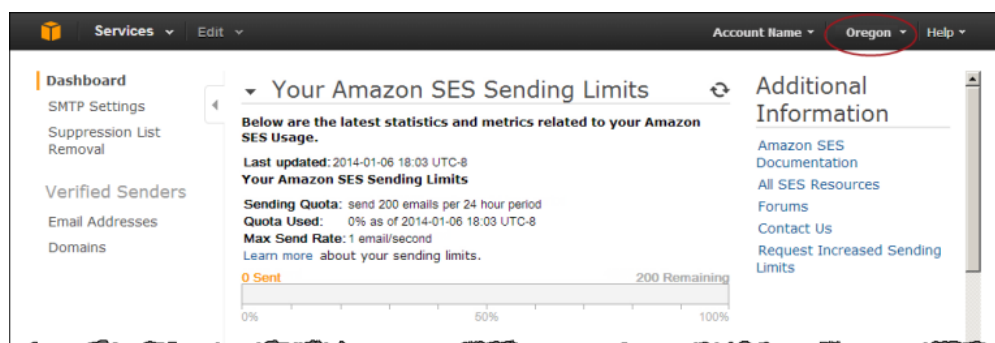 Services Edit Account Name Oregon Help
Dashboard
SMTP Settings
Suppression List
Removal
Verified Senders
Email Addresses
Domains
Your Amazon SES Sending Limits
Below are the latest statistics and metrics related to your Amazon
SES Usage.
Last updated: 2014-01-06 18:03 UTC-8
Your Amazon SES Sending Limits
Sending Quota: send 200 emails per 24 hour period
Quota Used: 0% as of 2014-01-06 18:03 UTC-8
Max Send Rate: 1 email/second
Learn more about your sending limits.
0 Sent 200 Remaining
0% 50% 100%
Additional
Information
Amazon SES
Documentation
All SES Resources
Forums
Contact Us
Request Increased Sending
Limits